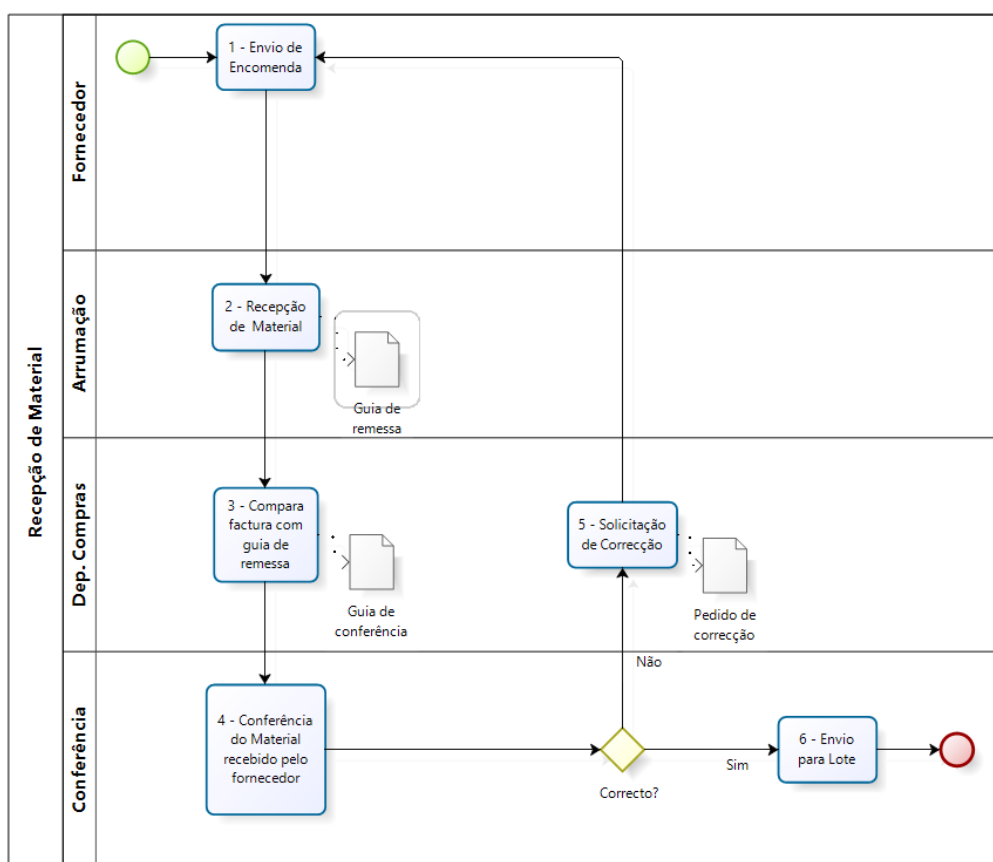 Recepção de Material
Fornecedor
1 - Envio de
Encomenda
Arrumação
2 - Recepção
de Material
Guia de
remessa
Dep. Compras
3 - Compara
factura com
guia de
remessa
Guia de
conferência
5 - Solicitação
de Correcção
Pedido de
correcção
Conferência
4 - Conferência
do Material
recebido pelo
fornecedor
Correcto?
Não
Sim
6 - Envio
para Lote